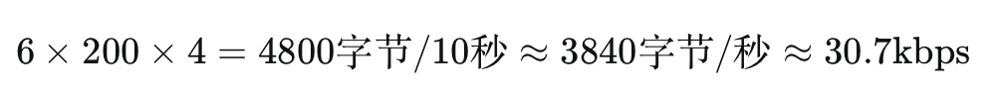 6 × 200 × 4 = 4800字节/10秒 ≈ 3840字节/秒 ≈ 30.7kbps